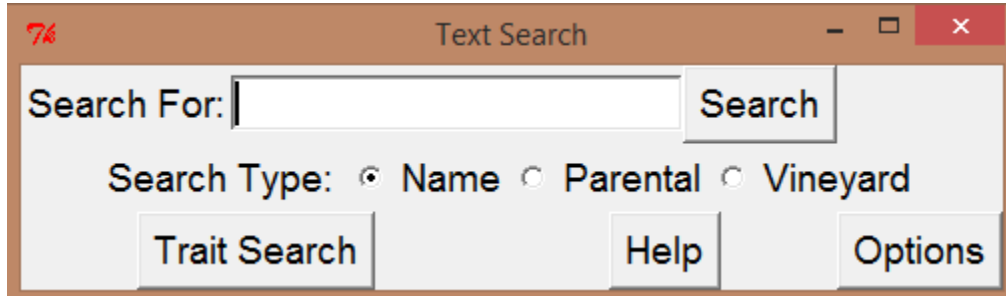 Text Search
Search For: Search
Search Type: Name Parental Vineyard
Trait Search Help Options